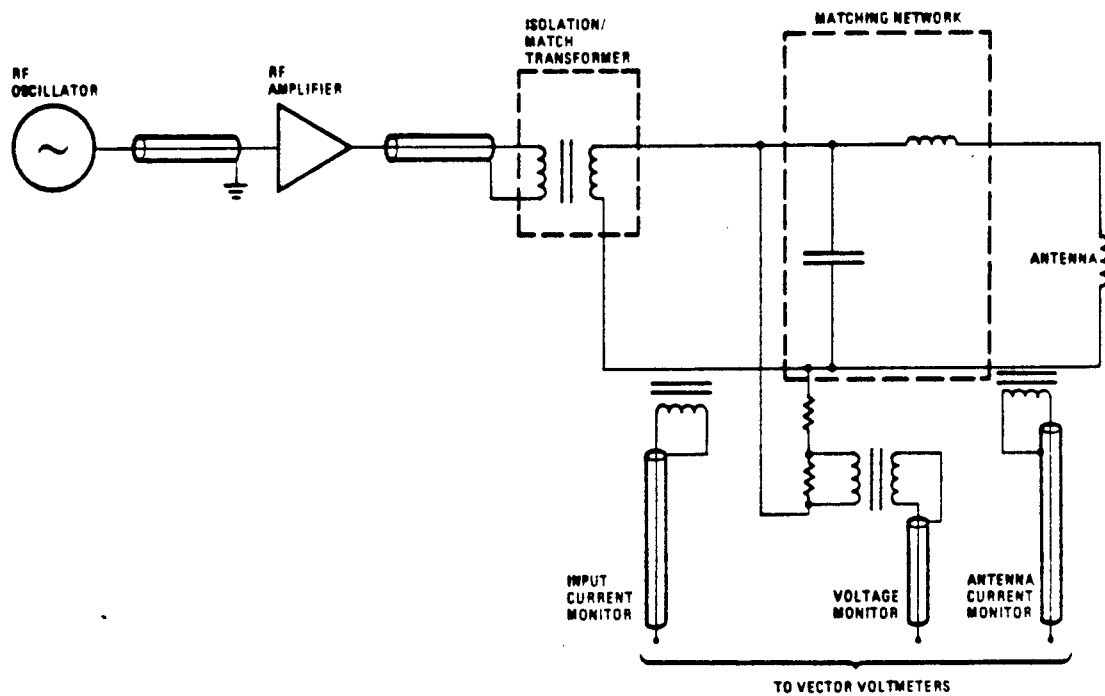 MATCHING NETWORK
ISOLATION/
MATCH
TRANSFORMER
RF
OSCILLATOR
RF
AMPLIFIER
~
ANTENNA
INPUT
CURRENT
MONITOR
VOLTAGE
MONITOR
ANTENNA
CURRENT
MONITOR
TO VECTOR VOLTMETERS